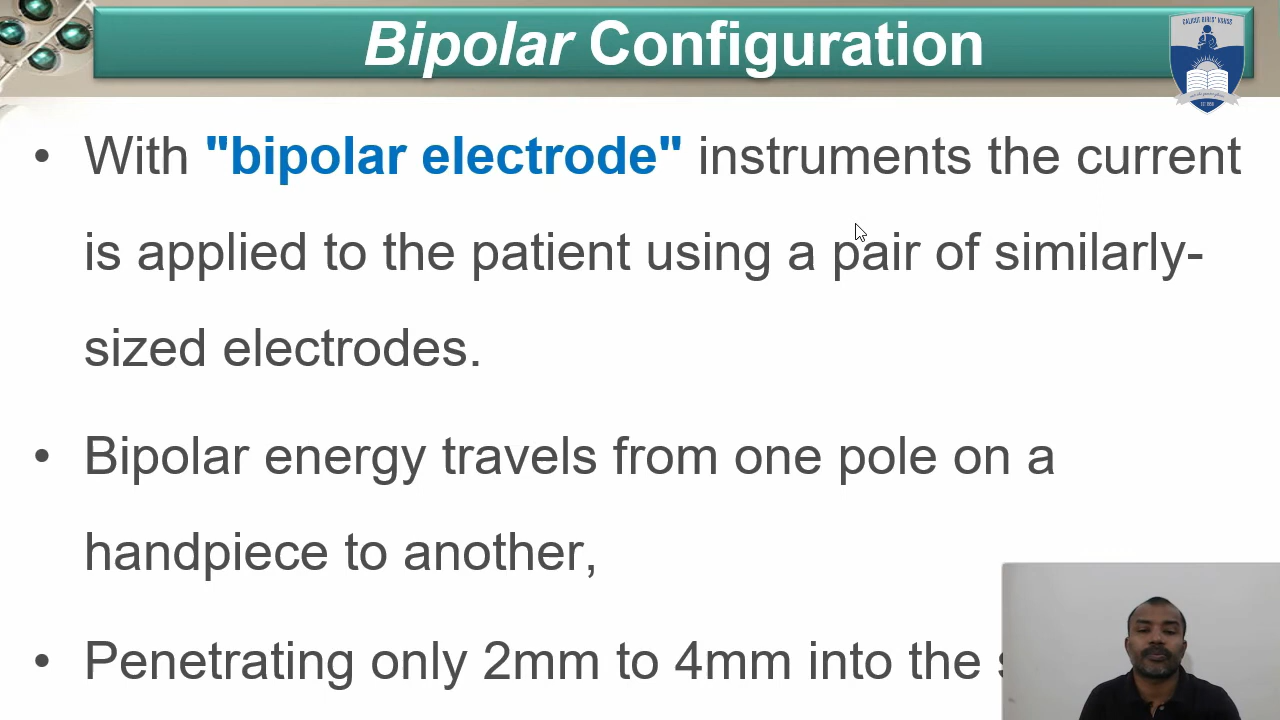 Bipolar Configuration
• With "bipolar electrode" instruments the current
is applied to the patient using a pair of similarly-
sized electrodes.
• Bipolar energy travels from one pole on a
handpiece to another,
• Penetrating only 2mm to 4mm into the